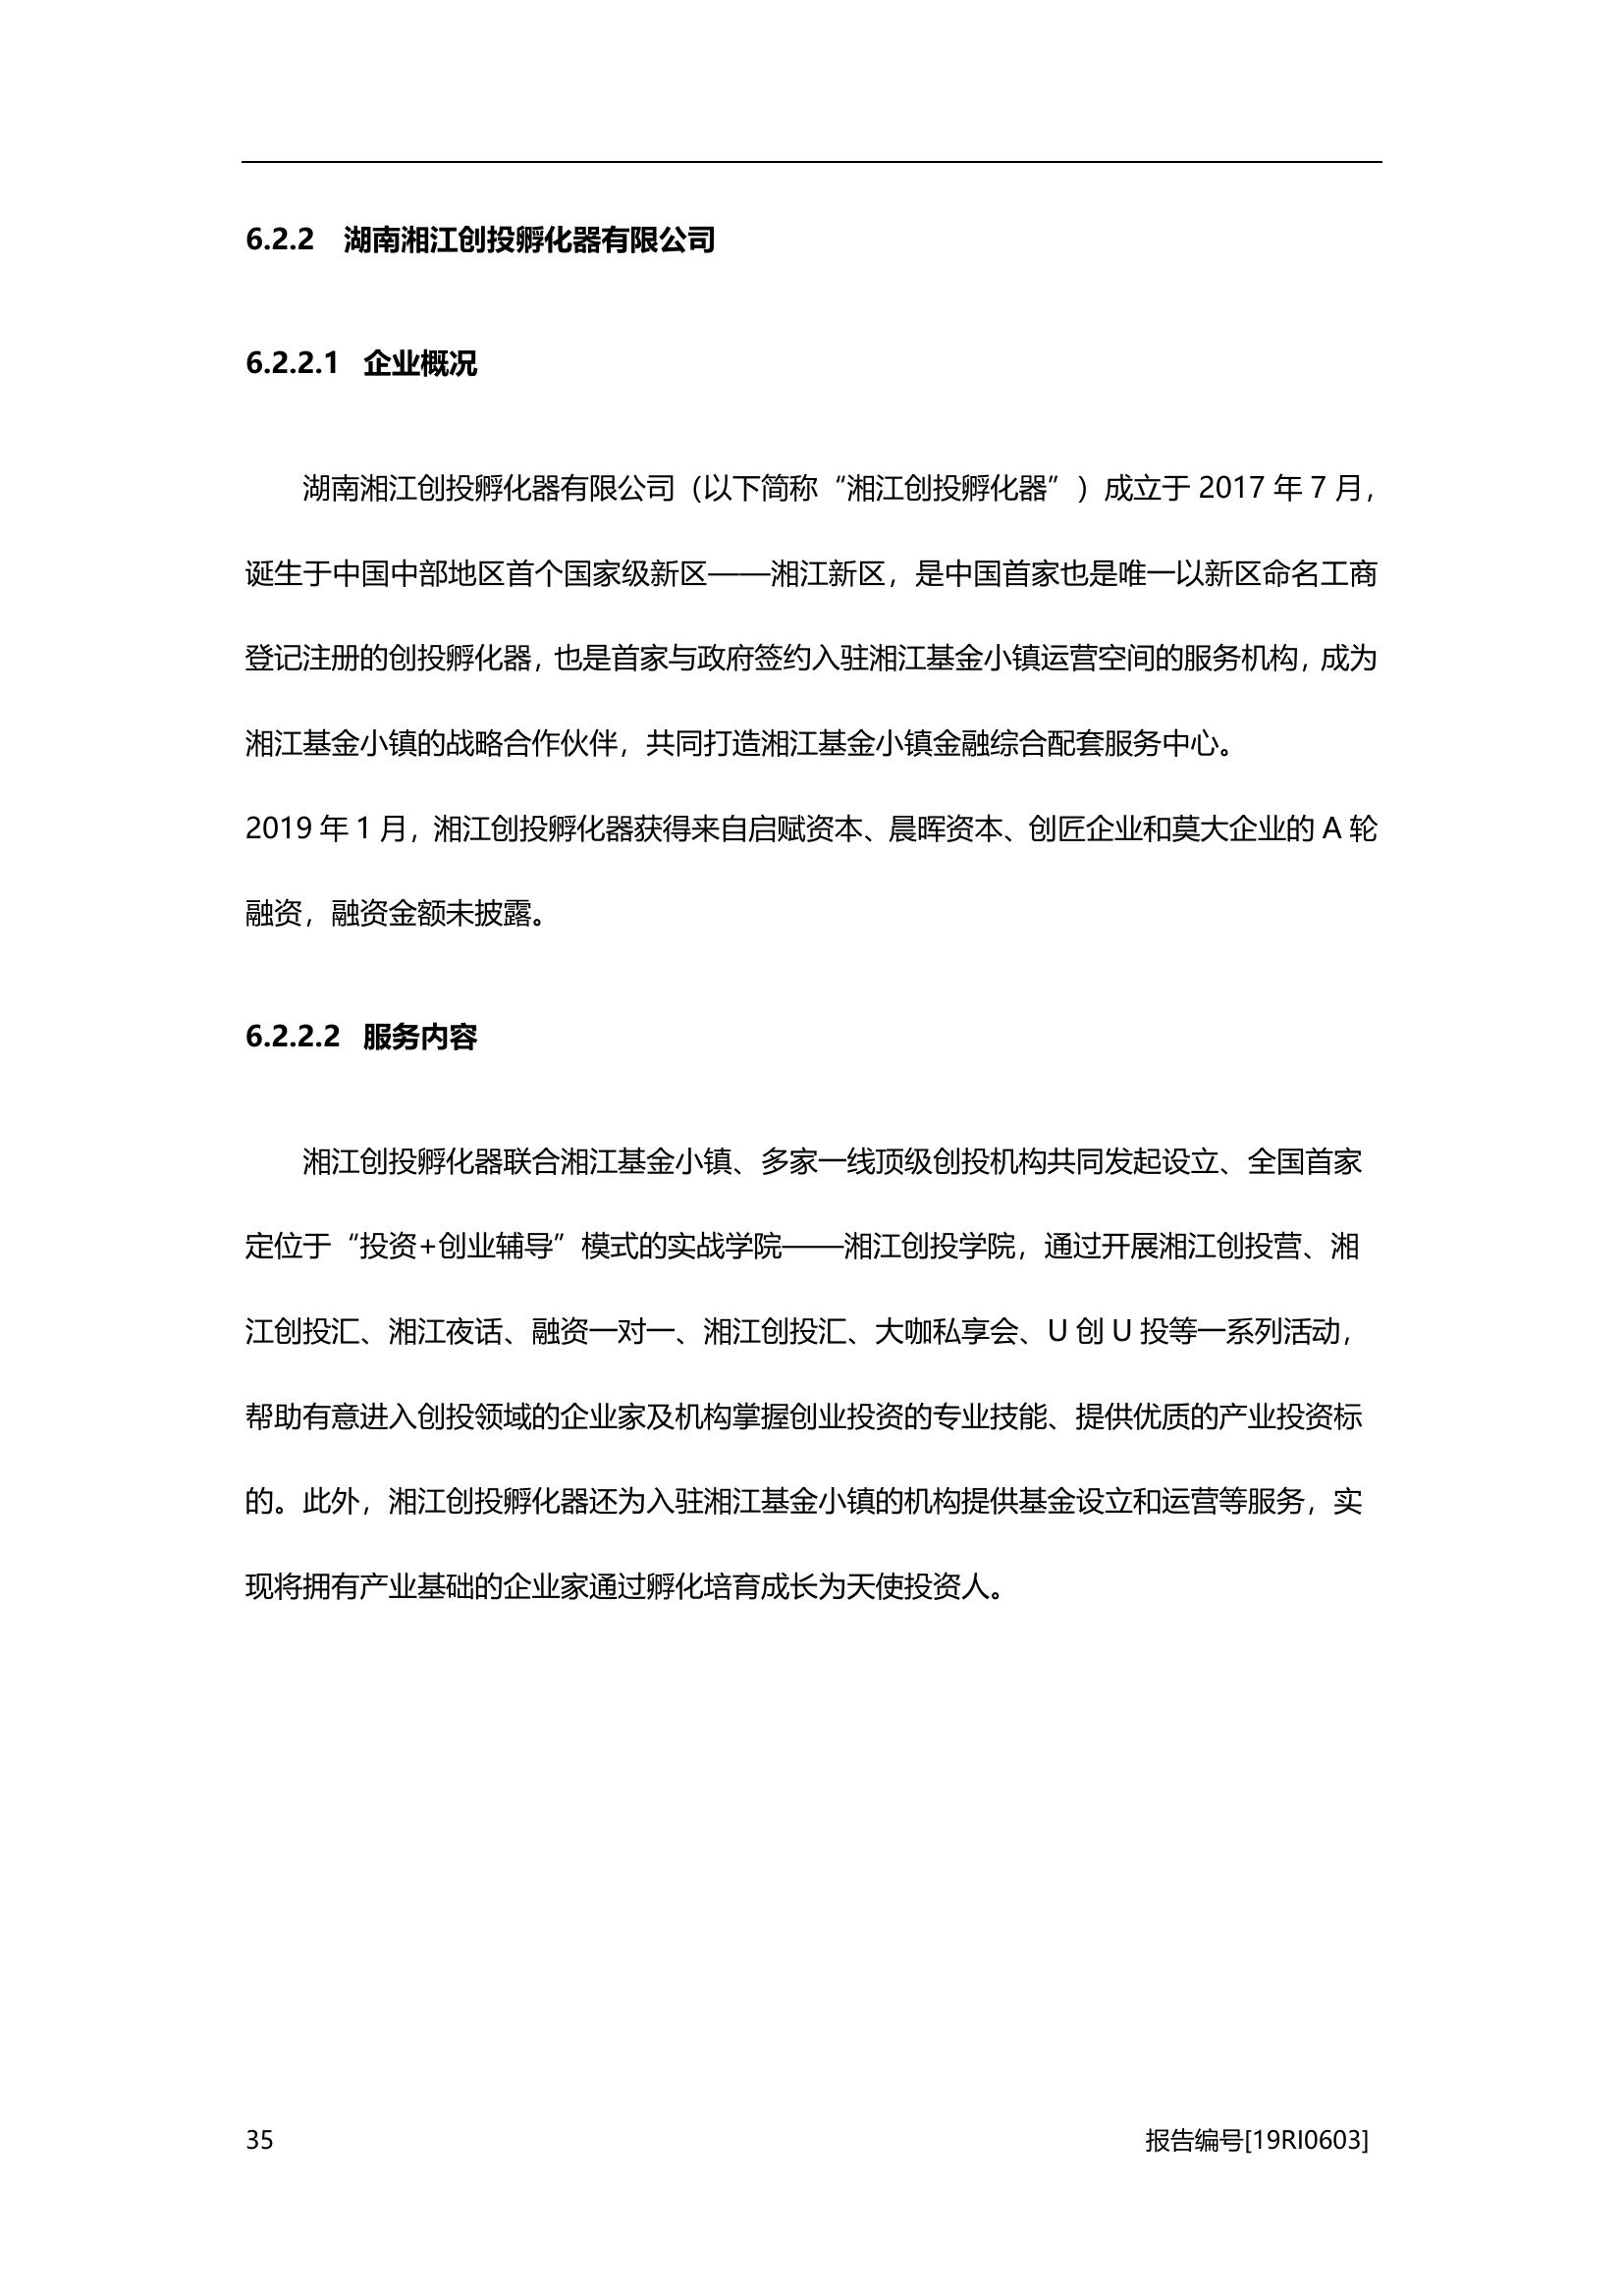 6.2.2 湖南湘江创投孵化器有限公司
6.2.2.1 企业概况
湖南湘江创投孵化器有限公司（以下简称“湘江创投孵化器”）成立于 2017 年 7 月，
诞生于中国中部地区首个国家级新区——湘江新区，是中国首家也是唯一以新区命名工商
登记注册的创投孵化器，也是首家与政府签约入驻湘江基金小镇运营空间的服务机构，成为
湘江基金小镇的战略合作伙伴，共同打造湘江基金小镇金融综合配套服务中心。
2019 年 1 月，湘江创投孵化器获得来自启赋资本、晨晖资本、创匠企业和莫大企业的 A 轮
融资，融资金额未披露。
6.2.2.2 服务内容
湘江创投孵化器联合湘江基金小镇、多家一线顶级创投机构共同发起设立、全国首家
定位于“投资+创业辅导”模式的实战学院——湘江创投学院，通过开展湘江创投营、湘
江创投汇、湘江夜话、融资一对一、湘江创投汇、大咖私享会、U 创 U 投等一系列活动，
帮助有意进入创投领域的企业家及机构掌握创业投资的专业技能、提供优质的产业投资标
的。此外，湘江创投孵化器还为入驻湘江基金小镇的机构提供基金设立和运营等服务，实
现将拥有产业基础的企业家通过孵化培育成长为天使投资人。
35 报告编号[19RI0603]